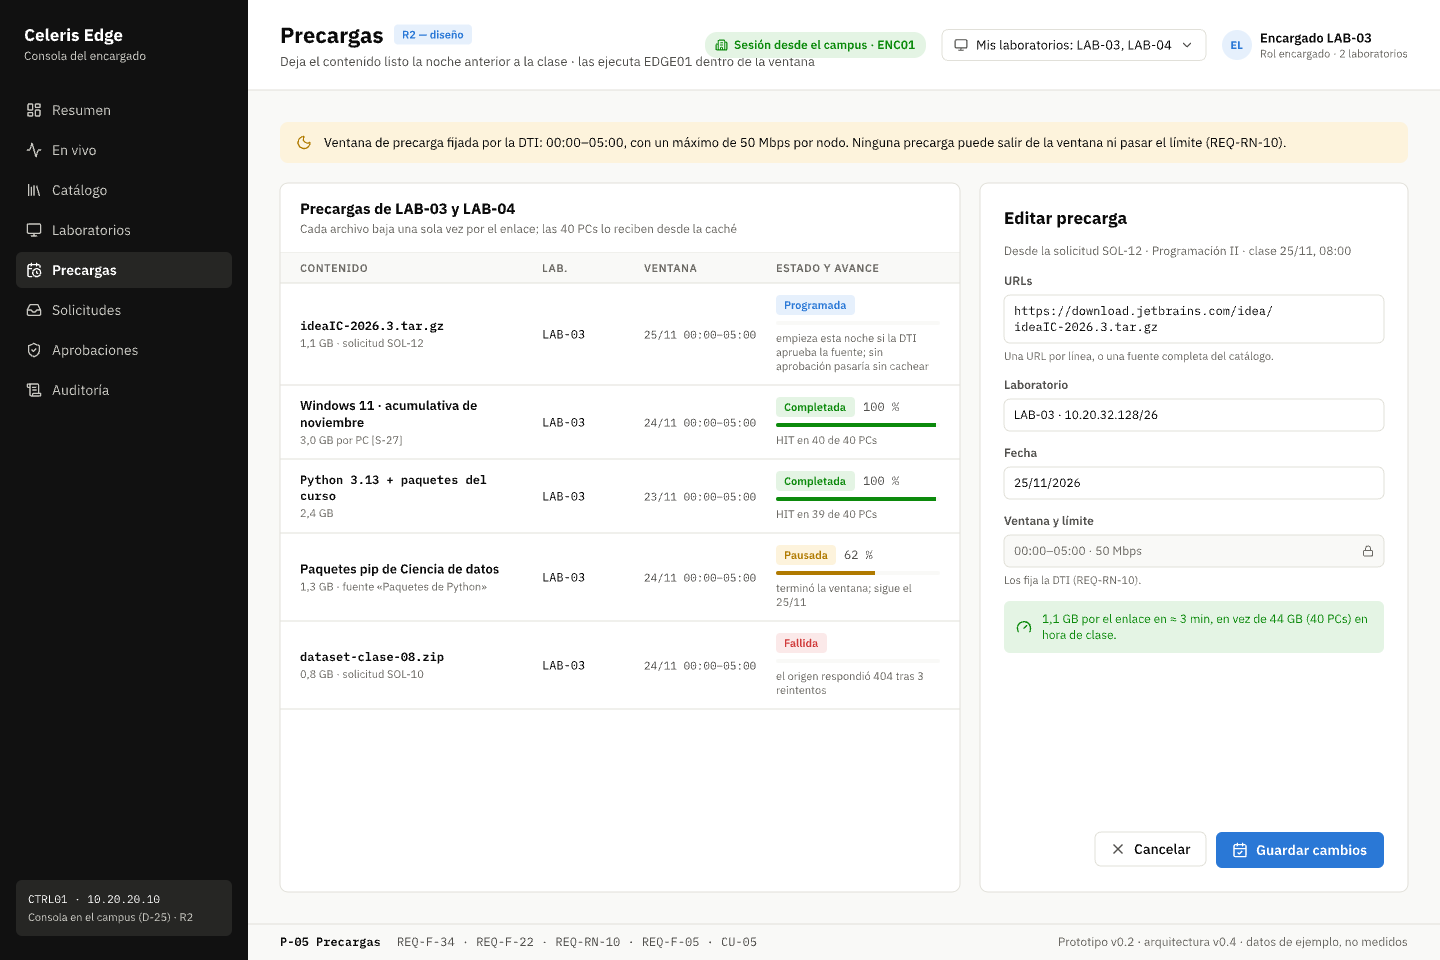 Celeris Edge
Consola del encargado
Resumen
En vivo
Catálogo
Laboratorios
Precargas
Solicitudes
Aprobaciones
Auditoría
CTRL01 · 10.20.20.10
Consola en el campus (D-25) · R2
Precargas
R2 — diseño
Deja el contenido listo la noche anterior a la clase · las ejecuta EDGE01 dentro de la ventana
Sesión desde el campus · ENC01
Mis laboratorios: LAB-03, LAB-04
EL
Encargado LAB-03
Rol encargado · 2 laboratorios
Ventana de precarga fijada por la DTI: 00:00–05:00, con un máximo de 50 Mbps por nodo. Ninguna precarga puede salir de la ventana ni pasar el límite (REQ-RN-10).
Precargas de LAB-03 y LAB-04
Cada archivo baja una sola vez por el enlace; las 40 PCs lo reciben desde la caché
CONTENIDO LAB. VENTANA ESTADO Y AVANCE
ideaIC-2026.3.tar.gz
1,1 GB · solicitud SOL-12
LAB-03
25/11 00:00–05:00
Programada
empieza esta noche si la DTI
aprueba la fuente; sin
aprobación pasaría sin cachear
Windows 11 · acumulativa de
noviembre
3,0 GB por PC [S-27]
LAB-03
24/11 00:00–05:00
Completada 100 %
HIT en 40 de 40 PCs
Python 3.13 + paquetes del
curso
2,4 GB
LAB-03
23/11 00:00–05:00
Completada 100 %
HIT en 39 de 40 PCs
Paquetes pip de Ciencia de datos
1,3 GB · fuente «Paquetes de Python»
LAB-03
24/11 00:00–05:00
Pausada 62 %
terminó la ventana; sigue el
25/11
dataset-clase-08.zip
0,8 GB · solicitud SOL-10
LAB-03
24/11 00:00–05:00
Fallida
el origen respondió 404 tras 3
reintentos
Editar precarga
Desde la solicitud SOL-12 · Programación II · clase 25/11, 08:00
URLs
https://download.jetbrains.com/idea/
ideaIC-2026.3.tar.gz
Una URL por línea, o una fuente completa del catálogo.
Laboratorio
LAB-03 · 10.20.32.128/26
Fecha
25/11/2026
Ventana y límite
00:00–05:00 · 50 Mbps
Los fija la DTI (REQ-RN-10).
1,1 GB por el enlace en ≈ 3 min, en vez de 44 GB (40 PCs) en
hora de clase.
Cancelar
Guardar cambios
P-05 Precargas REQ-F-34 · REQ-F-22 · REQ-RN-10 · REQ-F-05 · CU-05
Prototipo v0.2 · arquitectura v0.4 · datos de ejemplo, no medidos